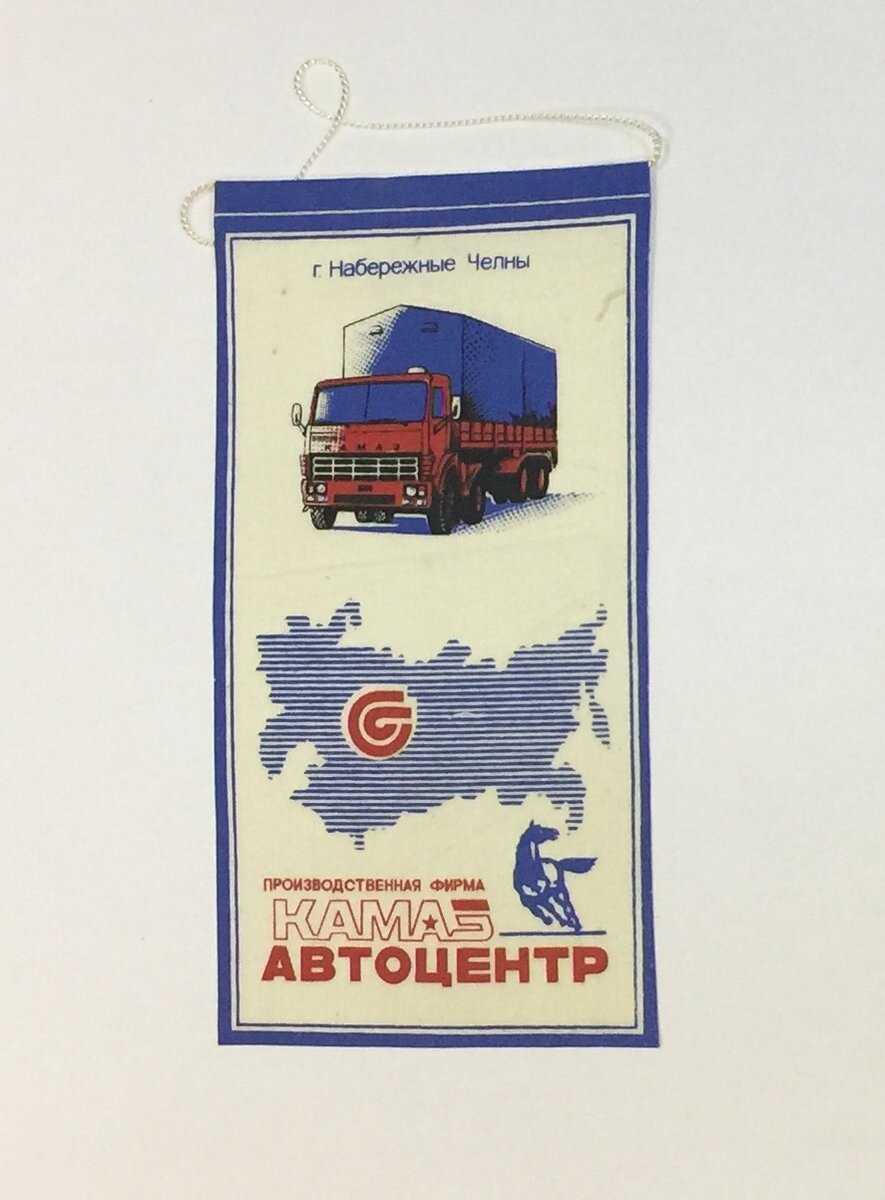 г. Набережные Челны
КАМАЗ
ПРОИЗВОДСТВЕННАЯ ФИРМА
КАМАЗ
АВТОЦЕНТР